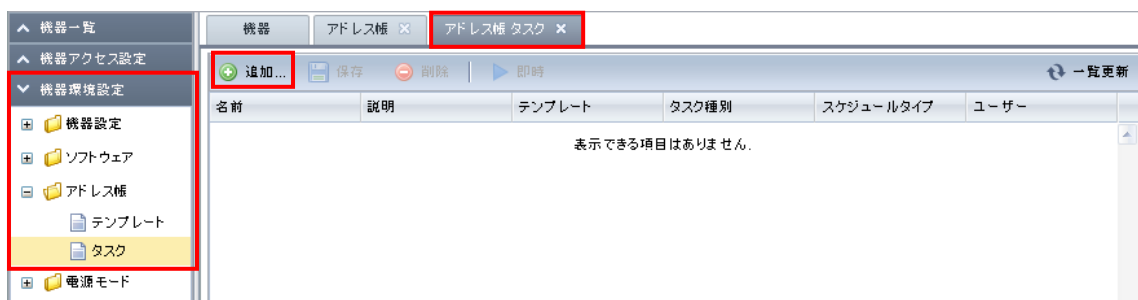 機器一覧
機器アクセス設定
機器環境設定
機器設定
ソフトウェア
アドレス帳
テンプレート
タスク
電源モード
機器 アドレス帳 アドレス帳 タスク
追加... 保存 削除 即時 一覧更新
名前 説明 テンプレート タスク種別 スケジュールタイプ ユーザー
表示できる項目はありません.